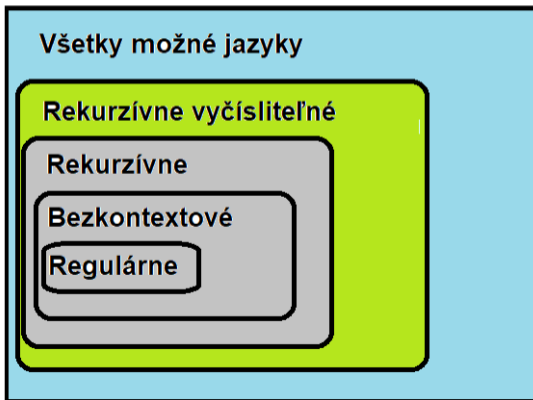 Všetky možné jazyky
Rekurzívne vyčísliteľné
Rekurzívne
Bezkontextové
Regulárne